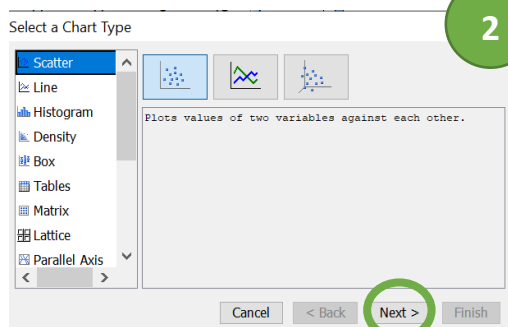 Select a Chart Type
2
Scatter
Line
Histogram
Density
Box
Tables
Matrix
Lattice
Parallel Axis
Plots values of two variables against each other.
Cancel
< Back
Next >
Finish